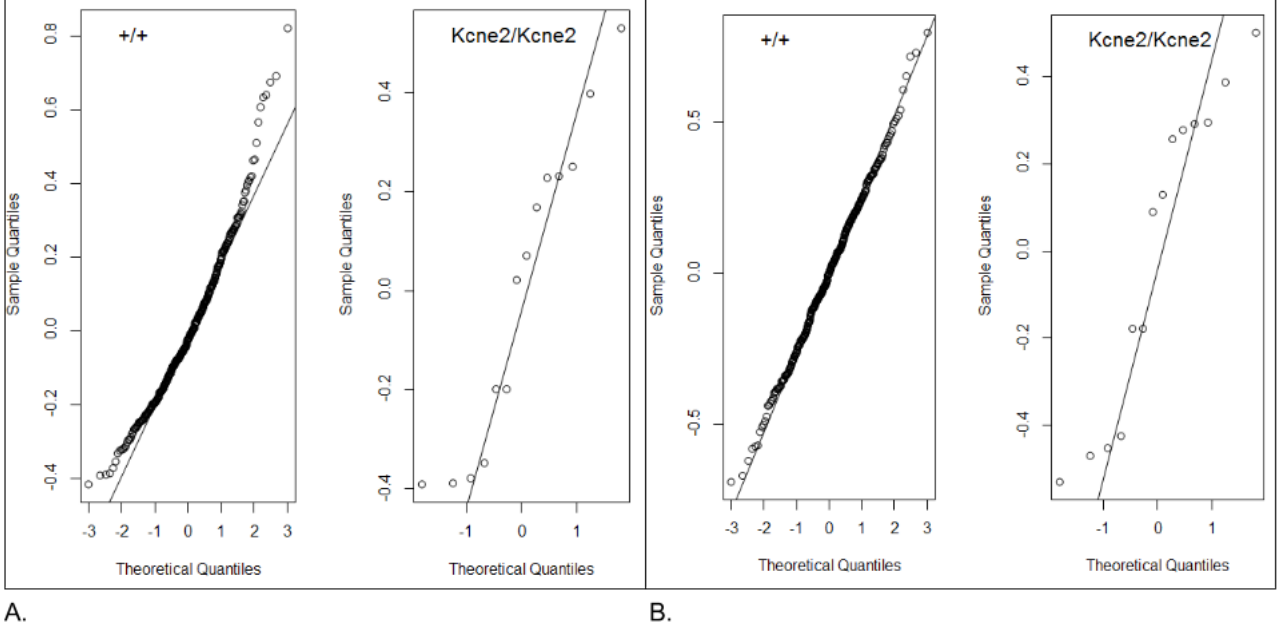 +/+
Sample Quantiles
0.8
0.6
0.4
0.2
0.0
-0.2
-0.4
-3 -2 -1 0 1 2 3
Theoretical Quantiles
Kcne2/Kcne2
Sample Quantiles
0.4
0.2
0.0
-0.2
-0.4
-1 0 1
Theoretical Quantiles
A.
+/+
Sample Quantiles
0.5
0.0
-0.5
-3 -2 -1 0 1 2 3
Theoretical Quantiles
Kcne2/Kcne2
Sample Quantiles
0.4
0.2
0.0
-0.2
-0.4
-1 0 1
Theoretical Quantiles
B.